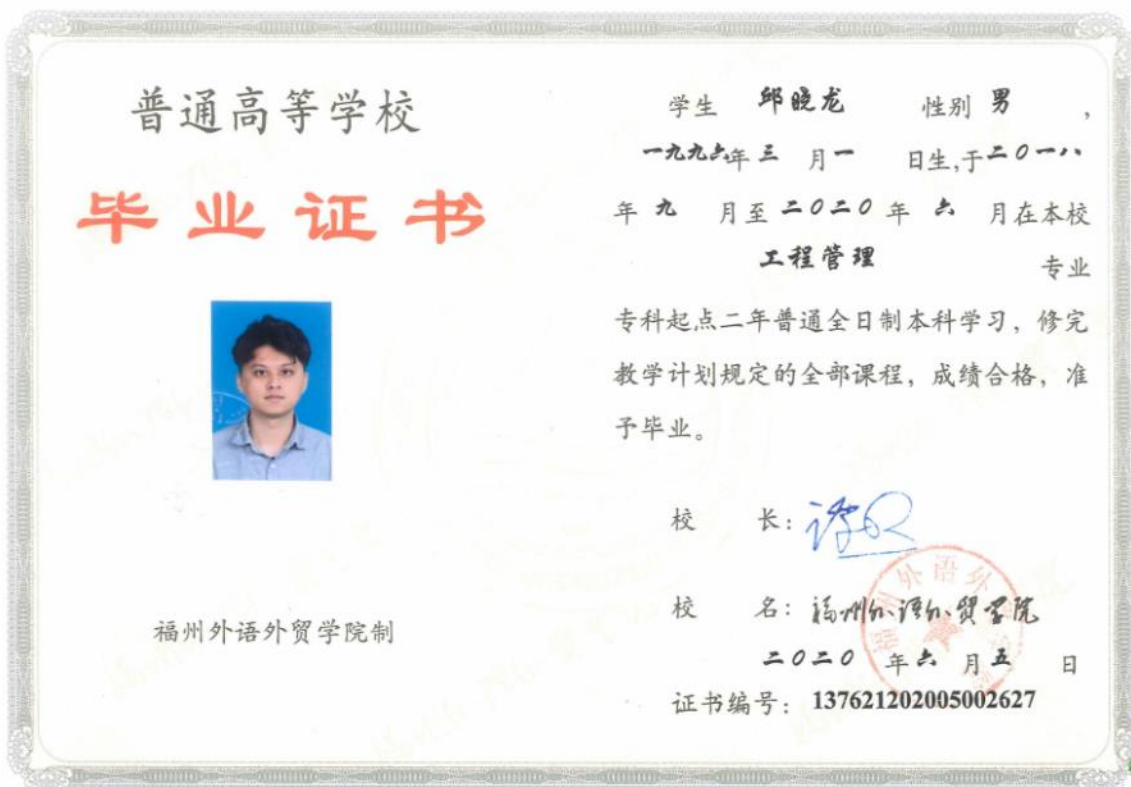 普通高等学校
毕业证书
福州外语外贸学院制
学生 邱晓龙 性别 男 ,
一九九六年 三 月 一 日生,于二0一八
年 九 月至 二0二0 年 六 月在本校
工程管理 专业
专科起点二年普通全日制本科学习，修完
教学计划规定的全部课程，成绩合格，准
予毕业。
校 长：
校 名：福州外语外贸学院
二0二0 年 六 月 五 日
证书编号：137621202005002627